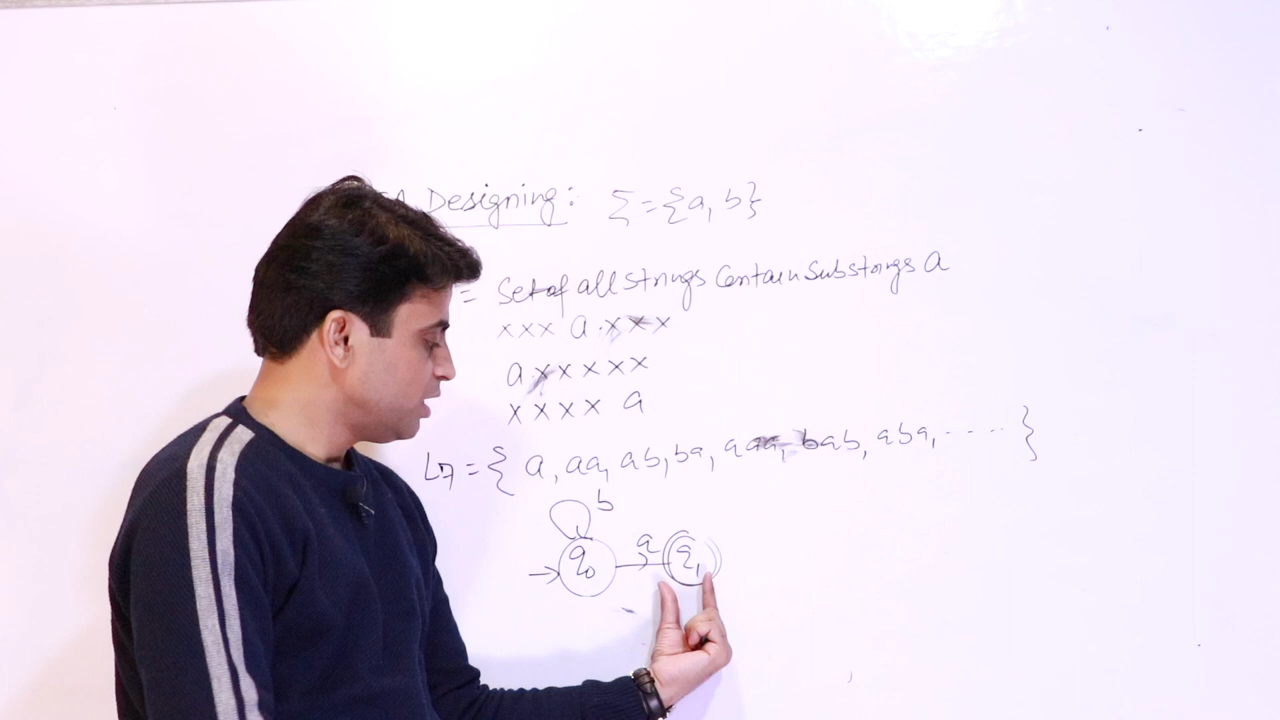 A Designing: Σ={a, b}
= Set of all strings Contain Substrings a
xxx a.xxx
axxxxx
xxxx a
L7={ a, aa, ab, ba, aaa, bab, aba, ..... }
b
q0 a q1